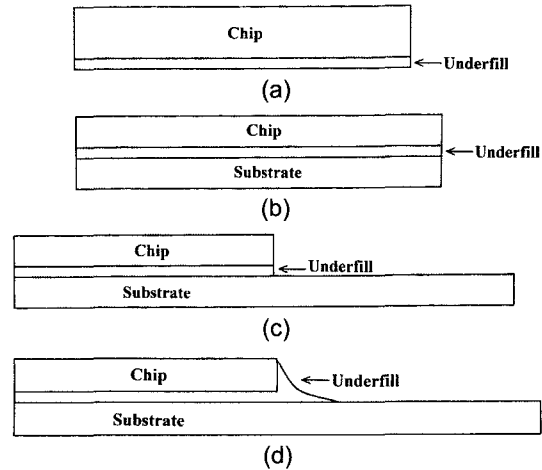 Chip
Underfill
(a)
Chip
Underfill
Substrate
(b)
Chip
Underfill
Substrate
(c)
Chip
Underfill
Substrate
(d)